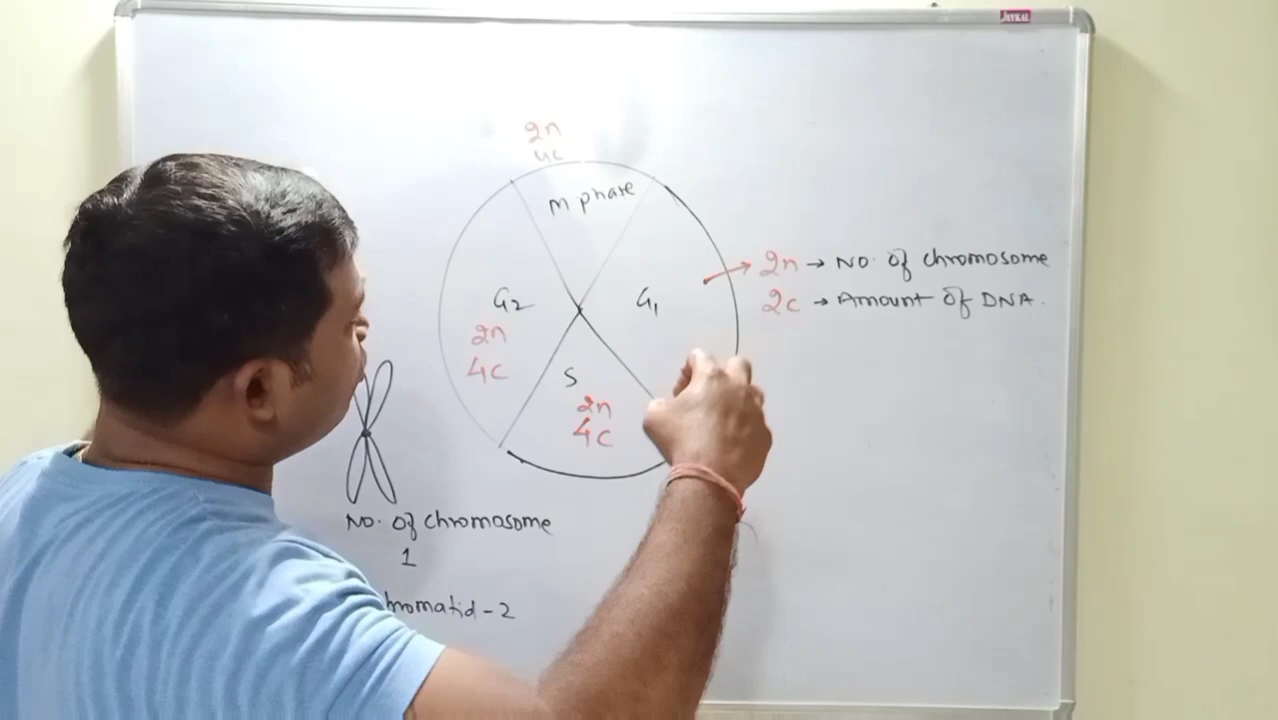 JAYKAL
2n
4c
M phase
G2
2n
4c
G1
2n → No. of chromosome
2c → Amount of DNA.
S
2n
4c
No. of chromosome
1
hromatid - 2